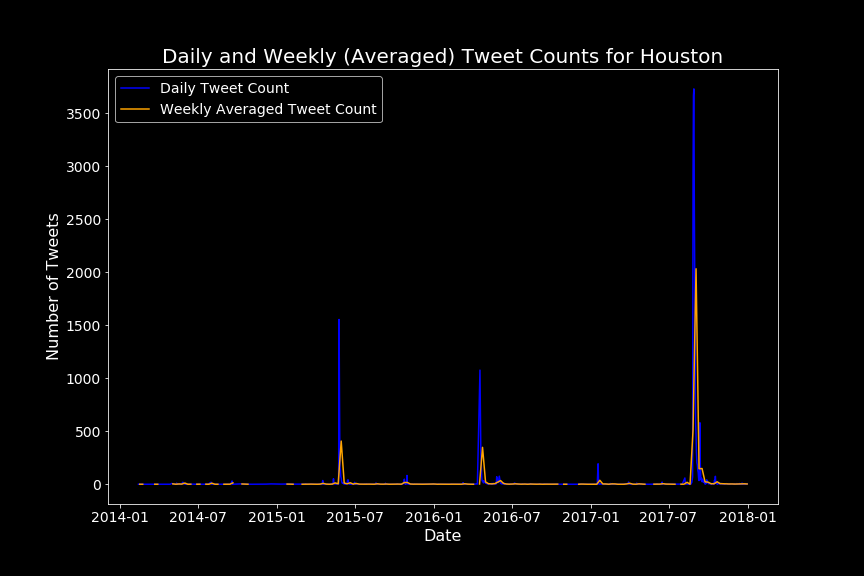 Daily and Weekly (Averaged) Tweet Counts for Houston
Daily Tweet Count
Weekly Averaged Tweet Count
Number of Tweets
3500
3000
2500
2000
1500
1000
500
0
2014-01 2014-07 2015-01 2015-07 2016-01 2016-07 2017-01 2017-07 2018-01
Date